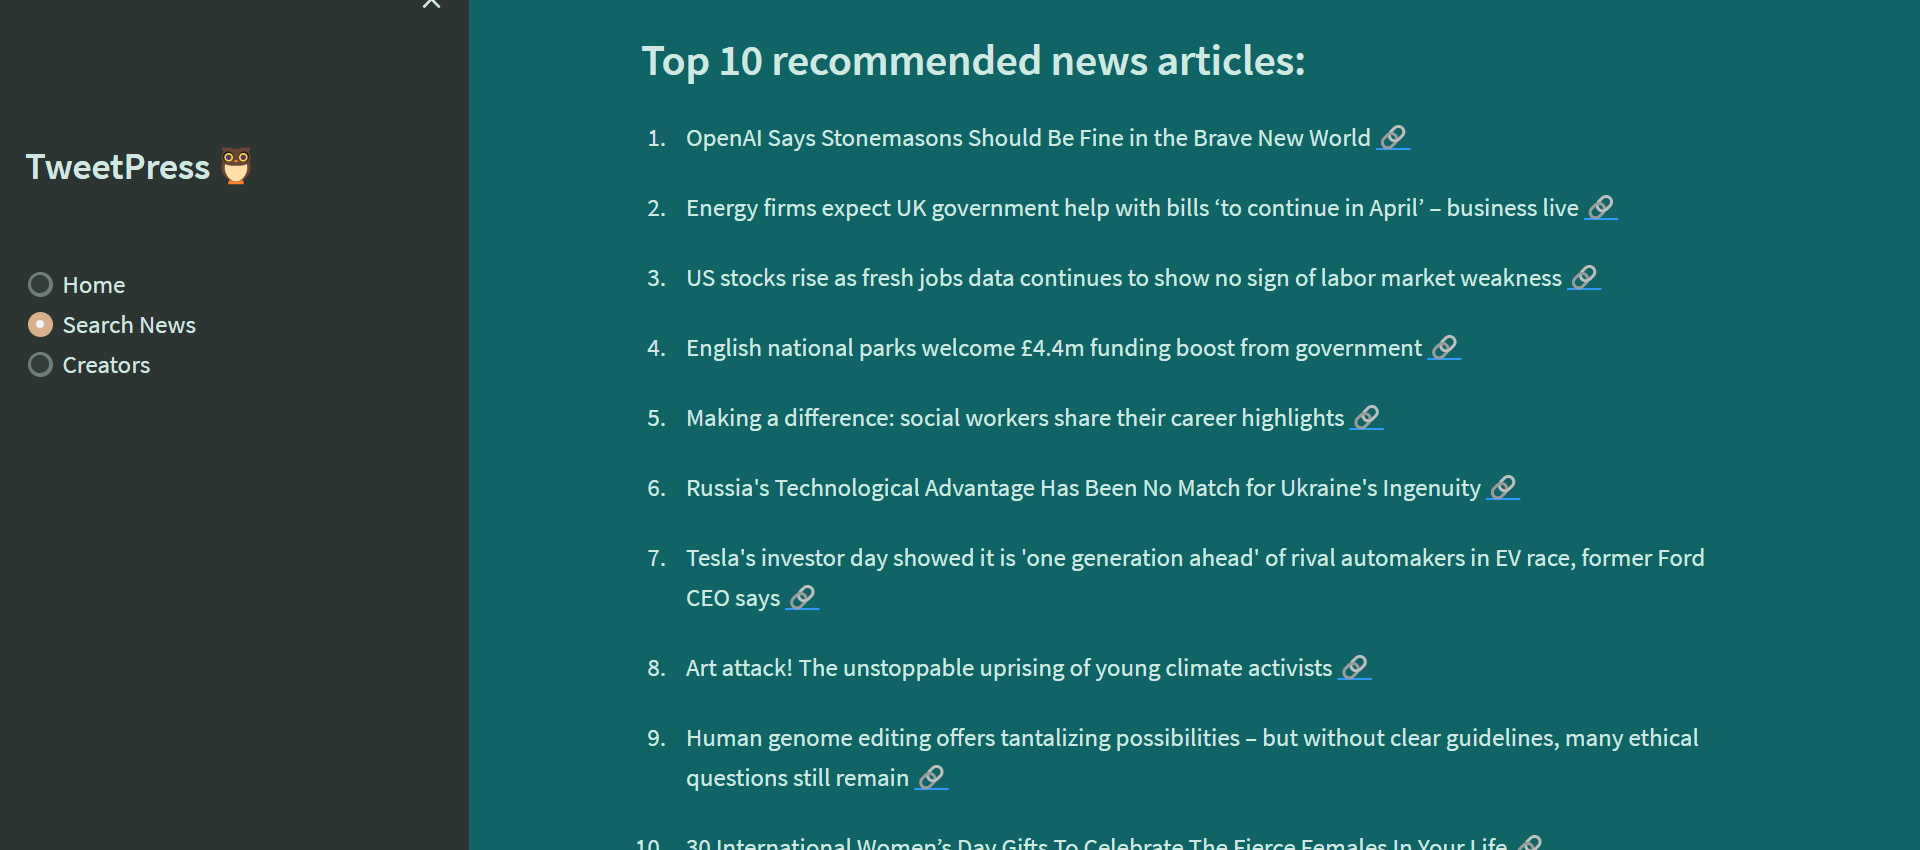 TweetPress
Home
Search News
Creators
Top 10 recommended news articles:
1. OpenAI Says Stonemasons Should Be Fine in the Brave New World
2. Energy firms expect UK government help with bills ‘to continue in April’ – business live
3. US stocks rise as fresh jobs data continues to show no sign of labor market weakness
4. English national parks welcome £4.4m funding boost from government
5. Making a difference: social workers share their career highlights
6. Russia's Technological Advantage Has Been No Match for Ukraine's Ingenuity
7. Tesla's investor day showed it is 'one generation ahead' of rival automakers in EV race, former Ford
CEO says
8. Art attack! The unstoppable uprising of young climate activists
9. Human genome editing offers tantalizing possibilities – but without clear guidelines, many ethical
questions still remain
10. 30 International Women’s Day Gifts To Celebrate The Fierce Females In Your Life